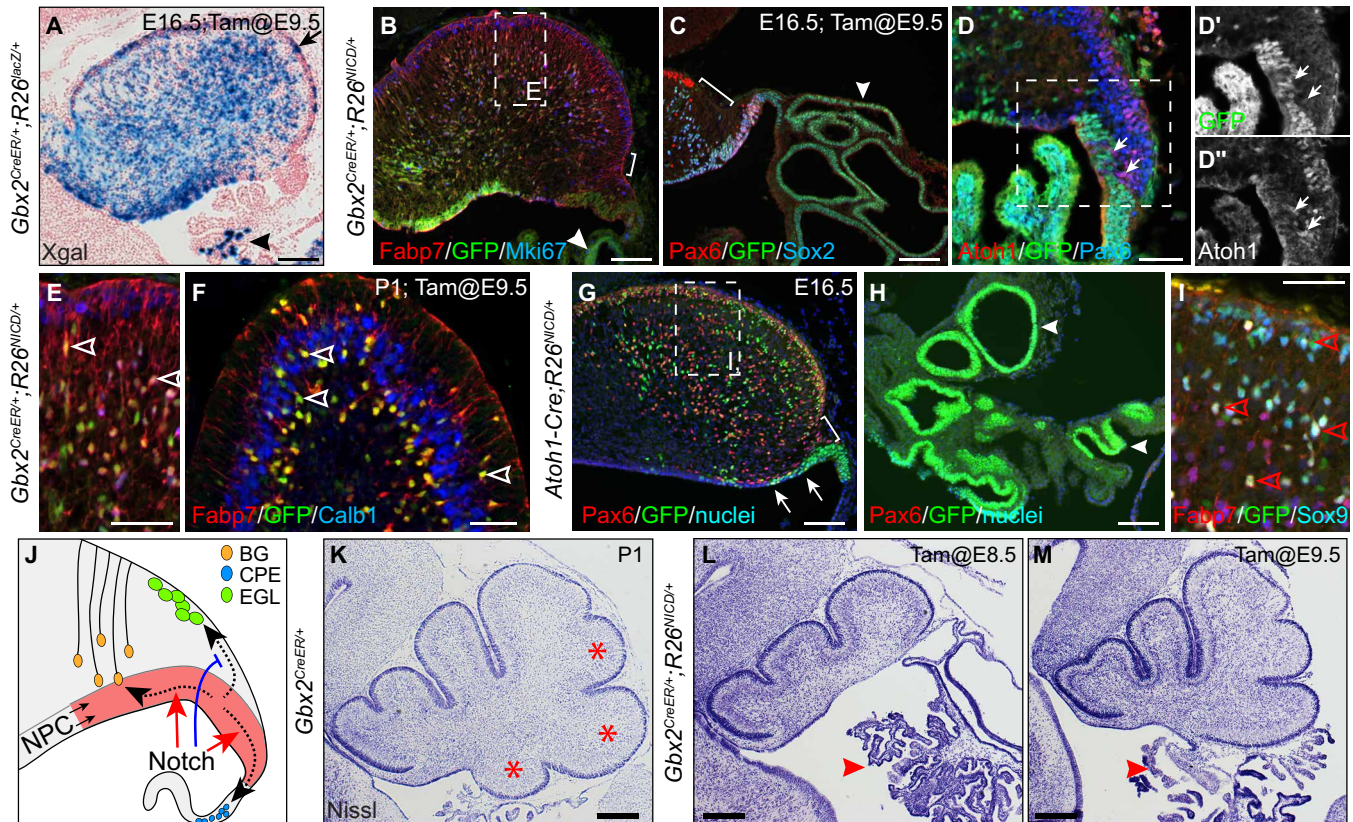 Gbx2CreER/+;R26lacZ/+
A
E16.5;Tam@E9.5
Xgal
Gbx2CreER/+;R26NICD/+
B
E
Fabp7/GFP/Mki67
C
E16.5; Tam@E9.5
Pax6/GFP/Sox2
D
Atoh1/GFP/Pax6
D'
GFP
D"
Atoh1
Gbx2CreER/+;R26NICD/+
E
F
P1; Tam@E9.5
Fabp7/GFP/Calb1
Atoh1-Cre;R26NICD/+
G
E16.5
I
Pax6/GFP/nuclei
H
Pax6/GFP/nuclei
I
Fabp7/GFP/Sox9
J
BG
CPE
EGL
NPC
Notch
Gbx2CreER/+
K
P1
Nissl
Gbx2CreER/+;R26NICD/+
L
Tam@E8.5
M
Tam@E9.5